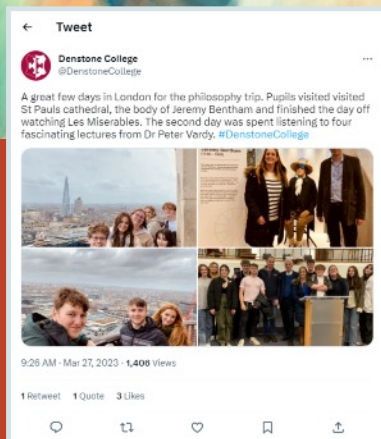 Tweet
Denstone College
@DenstoneCollege
A great few days in London for the philosophy trip. Pupils visited visited
St Pauls cathedral, the body of Jeremy Bentham and finished the day off
watching Les Miserables. The second day was spent listening to four
fascinating lectures from Dr Peter Vardy. #DenstoneCollege
9:26 AM · Mar 27, 2023 · 1,406 Views
1 Retweet 1 Quote 3 Likes